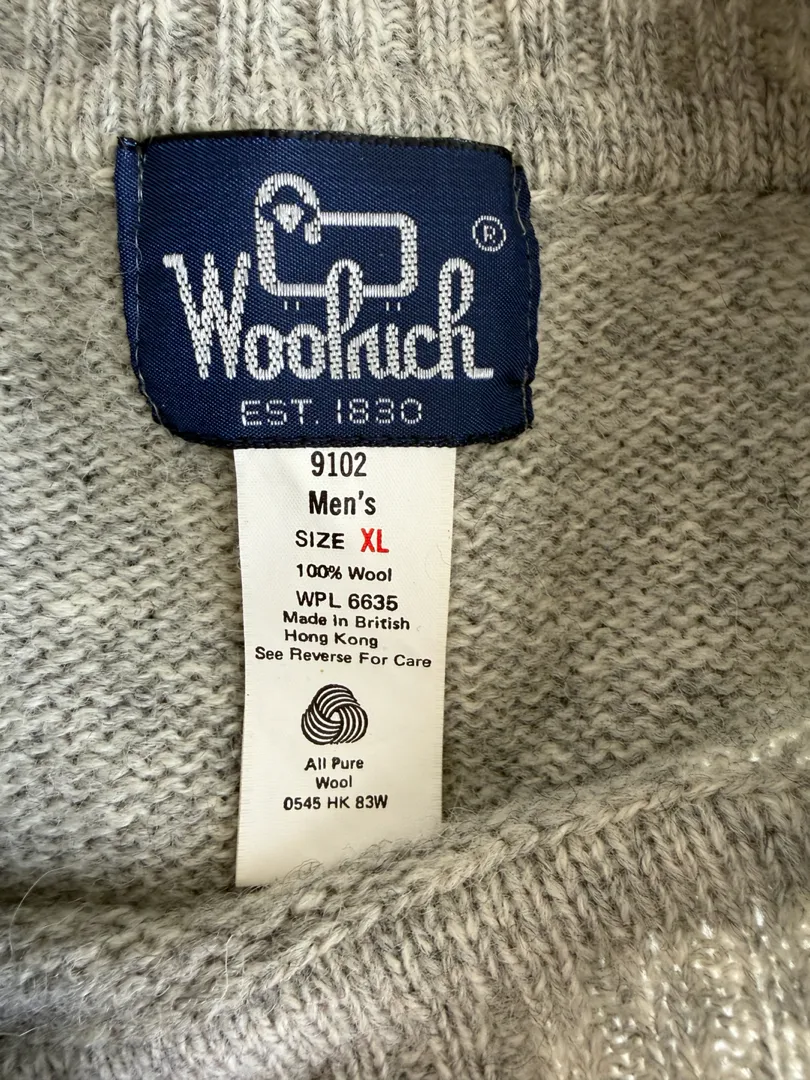 Woolrich
®
EST. 1830
9102
Men's
SIZE XL
100% Wool
WPL 6635
Made in British
Hong Kong
See Reverse For Care
All Pure
Wool
0545 HK 83W